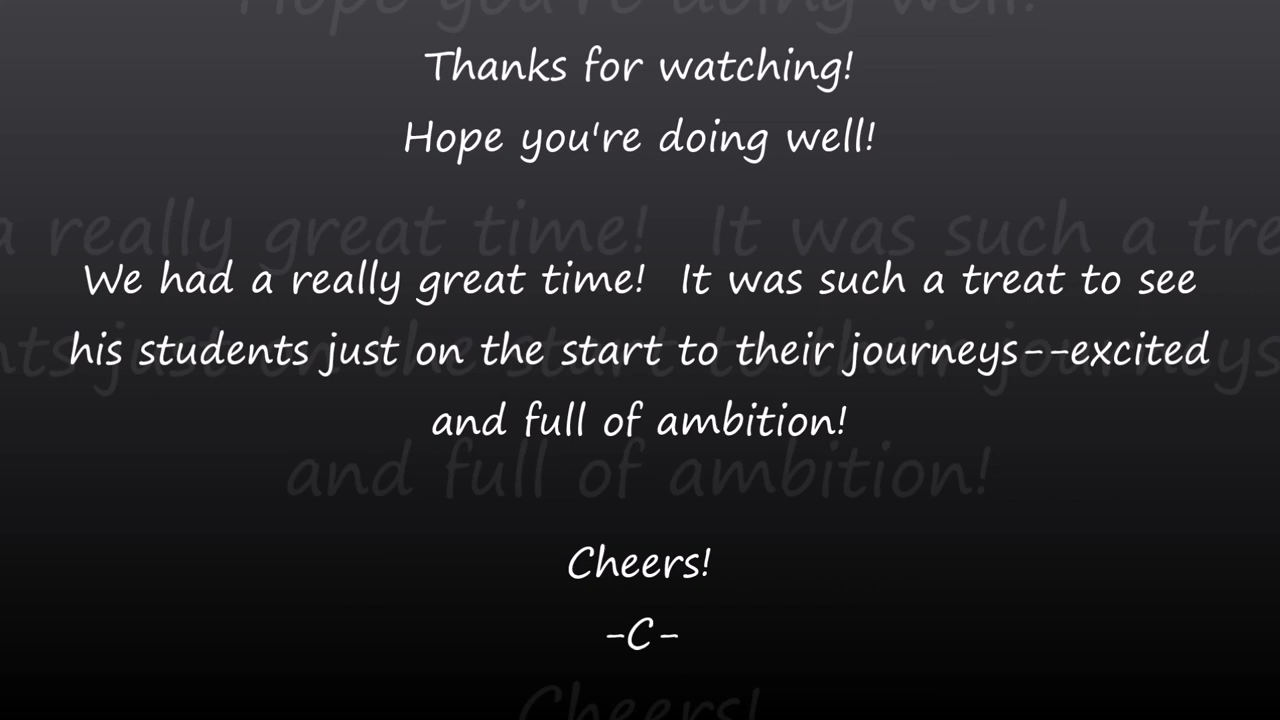 Thanks for watching!
Hope you're doing well!
We had a really great time!  It was such a treat to see
his students just on the start to their journeys--excited
and full of ambition!
Cheers!
-C-